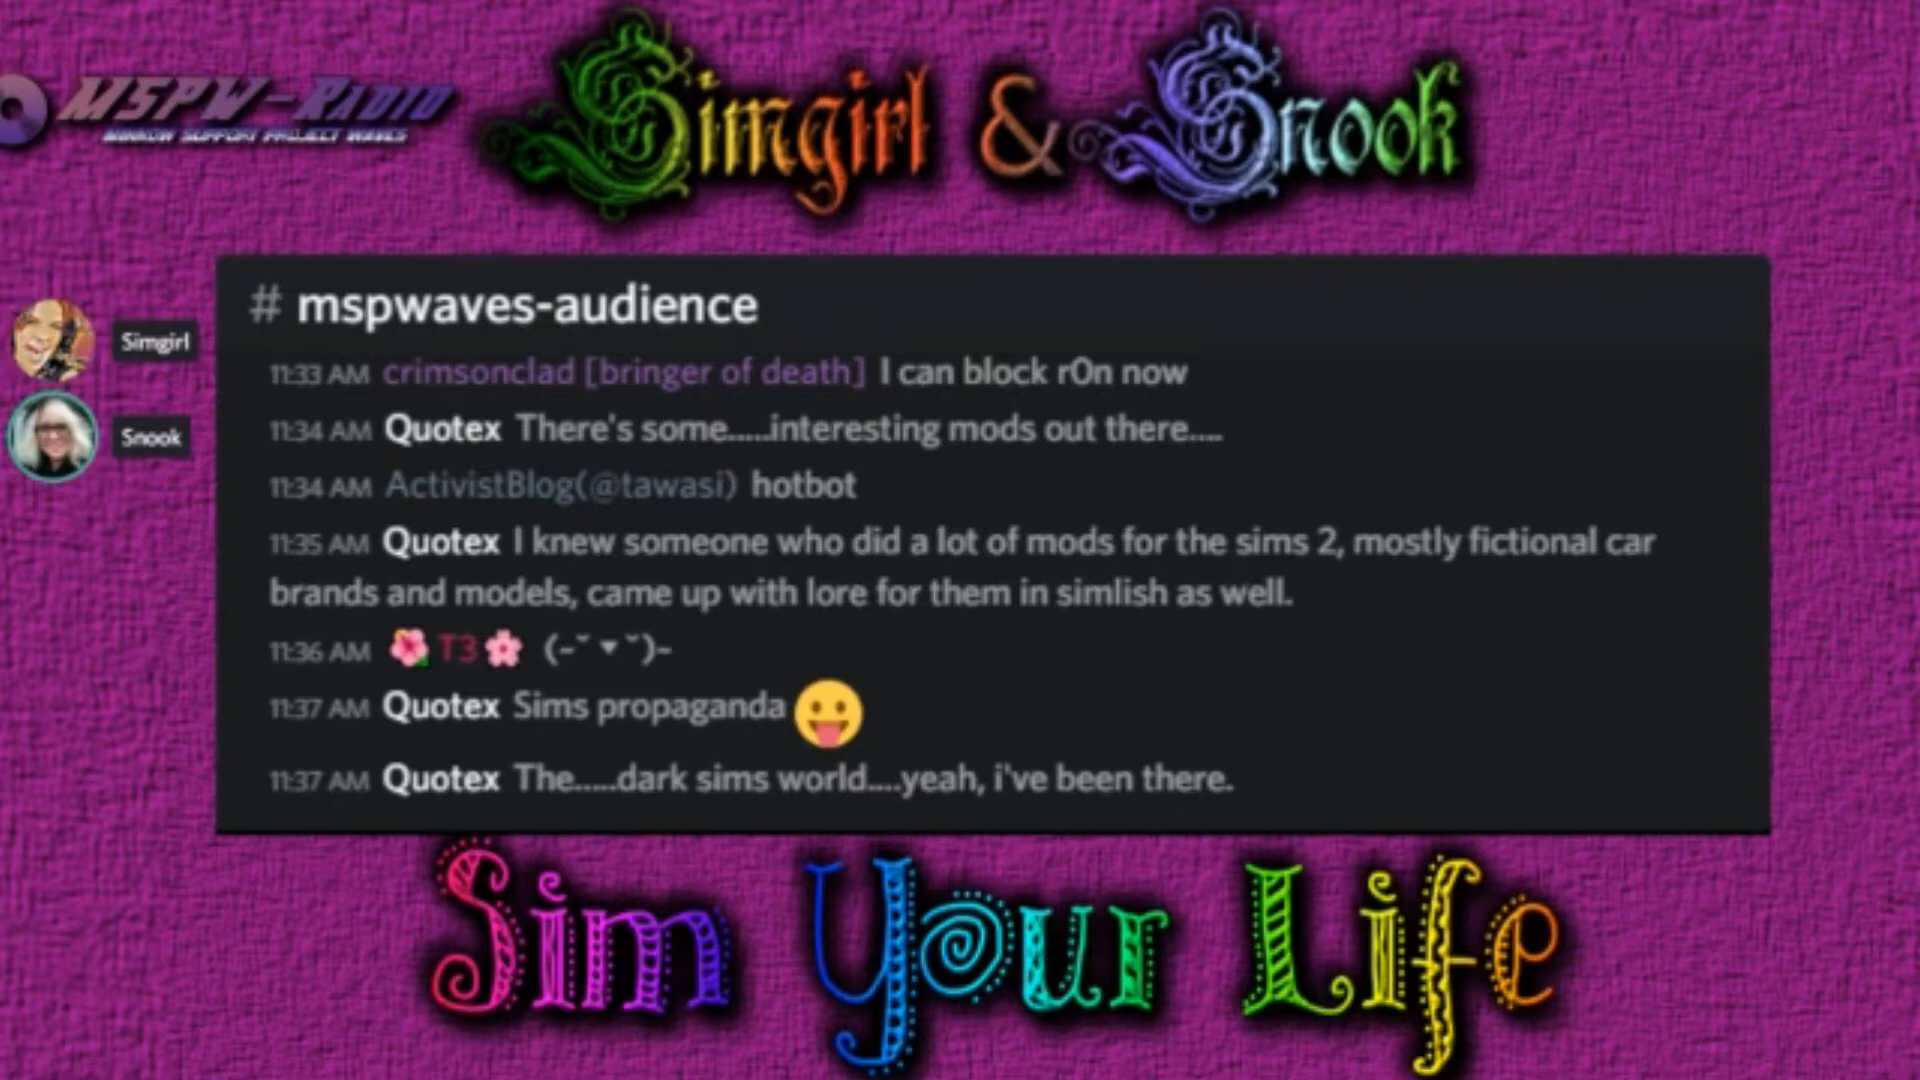 Simgirl & Snook
MSPW-Radio
MINNOW SUPPORT PROJECT WAVES
# mspwaves-audience
Simgirl
11:33 AM crimsonclad [bringer of death] I can block r0n now
11:34 AM Quotex There's some.....interesting mods out there....
Snook
11:34 AM ActivistBlog(@tawasi) hotbot
11:35 AM Quotex I knew someone who did a lot of mods for the sims 2, mostly fictional car
brands and models, came up with lore for them in simlish as well.
11:36 AM 🌺T3🌸 (~˘▾˘)~
11:37 AM Quotex Sims propaganda 😛
11:37 AM Quotex The.....dark sims world....yeah, i've been there.
Sim Your Life